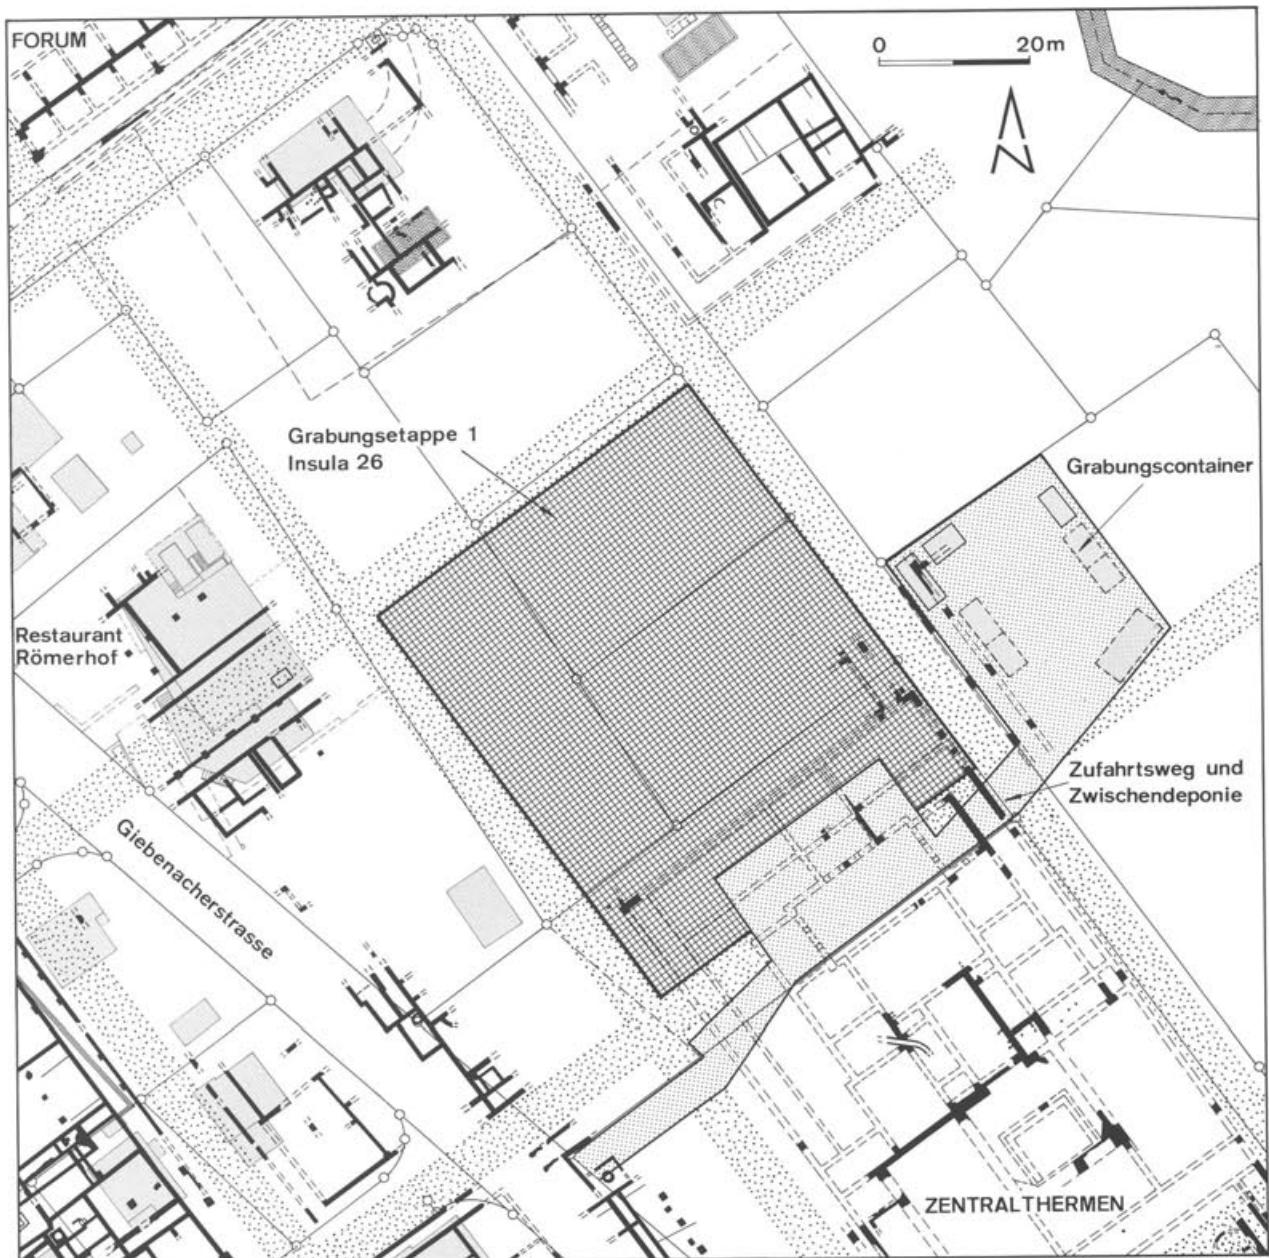 FORUM
0 20m
N
Grabungsetappe 1
Insula 26
Grabungscontainer
Restaurant
Römerhof
Zufahrtsweg und
Zwischendeponie
Giebenacherstrasse
ZENTRALTHERMEN